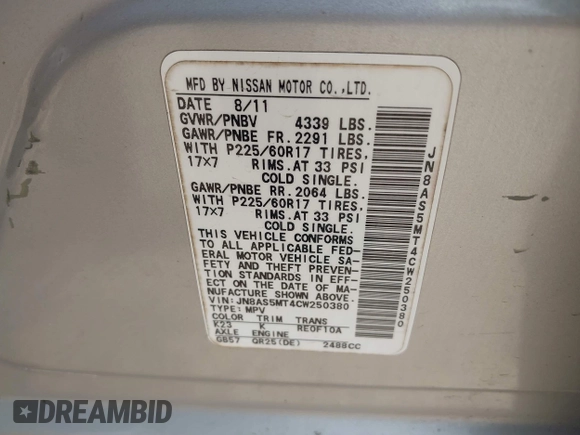 MFD BY NISSAN MOTOR CO.,LTD.
DATE 8/11
GVWR/PNBV 4339 LBS.
GAWR/PNBE FR. 2291 LBS.
WITH P225/60R17 TIRES,
17X7 RIMS. AT 33 PSI
COLD SINGLE.
GAWR/PNBE RR. 2064 LBS.
WITH P225/60R17 TIRES,
17X7 RIMS. AT 33 PSI
COLD SINGLE.
THIS VEHICLE CONFORMS
TO ALL APPLICABLE FED-
ERAL MOTOR VEHICLE SA-
FETY AND THEFT PREVEN-
TION STANDARDS IN EFF-
ECT ON THE DATE OF MA-
NUFACTURE SHOWN ABOVE.
VIN: JN8AS5MT4CW250380
TYPE: MPV
COLOR TRIM TRANS
K23 K RE0F10A
AXLE ENGINE
GB57 QR25(DE) 2488CC
JN8AS5MT4CW250380
DREAMBID